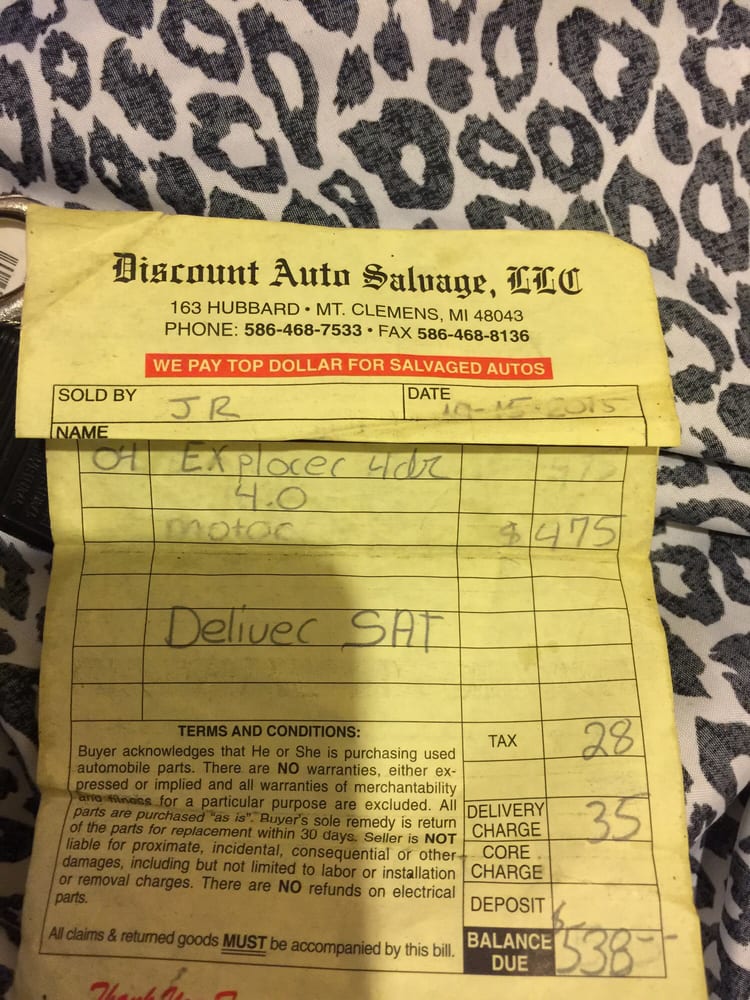 Discount Auto Salvage, LLC
163 HUBBARD • MT. CLEMENS, MI 48043
PHONE: 586-468-7533 • FAX 586-468-8136
WE PAY TOP DOLLAR FOR SALVAGED AUTOS
SOLD BY JR DATE 10-15-2015
NAME
04 Explorer 4dr
4.0
motor $475
Deliver SAT
TERMS AND CONDITIONS:
Buyer acknowledges that He or She is purchasing used
automobile parts. There are NO warranties, either ex-
pressed or implied and all warranties of merchantability
and fitness for a particular purpose are excluded. All
parts are purchased "as is". Buyer's sole remedy is return
of the parts for replacement within 30 days. Seller is NOT
liable for proximate, incidental, consequential or other
damages, including but not limited to labor or installation
or removal charges. There are NO refunds on electrical
parts.
All claims & returned goods MUST be accompanied by this bill.
TAX 28
DELIVERY CHARGE 35
CORE CHARGE
DEPOSIT
BALANCE DUE $538--
Thank You